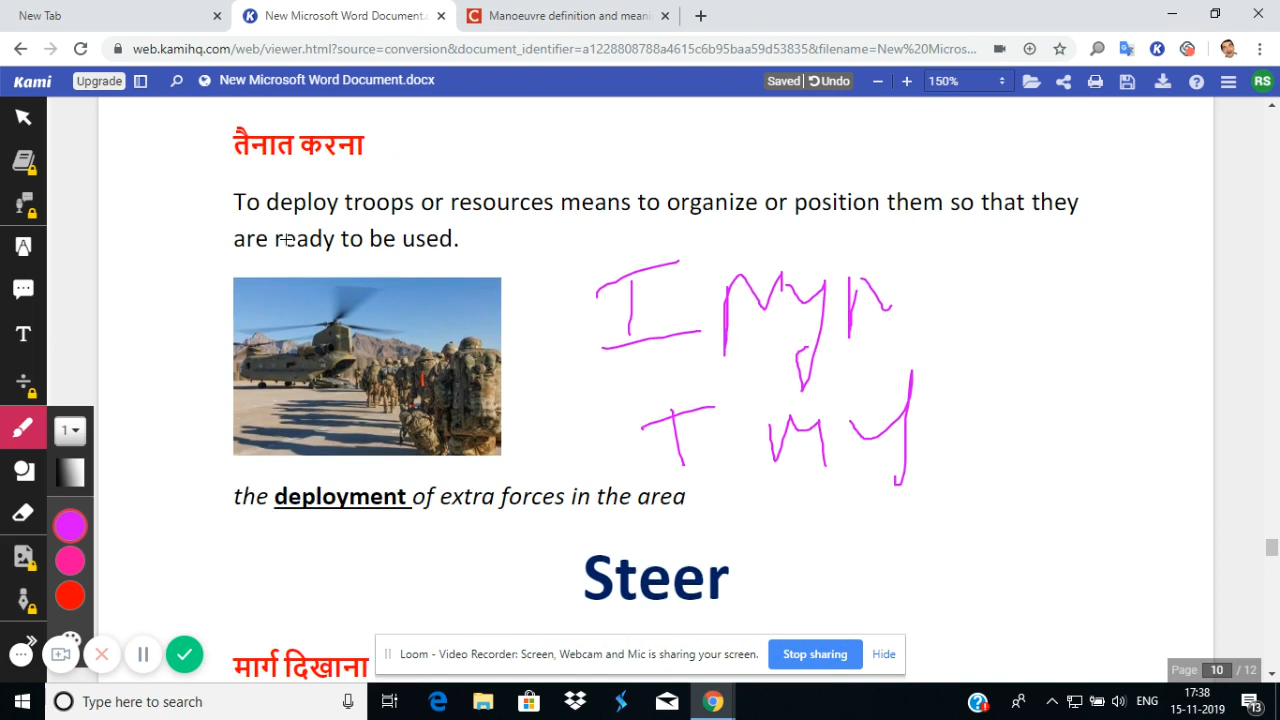 New Tab
New Microsoft Word Document.
Manoeuvre definition and meani
web.kamihq.com/web/viewer.html?source=conversion&document_identifier=a1228808788a4615c6b95baa59d53835&filename=New%20Micros...
Kami
Upgrade
New Microsoft Word Document.docx
Saved
Undo
150%
RS
तैनात करना
To deploy troops or resources means to organize or position them so that they
are ready to be used.
the deployment of extra forces in the area
Steer
मार्ग दिखाना
1
Loom - Video Recorder: Screen, Webcam and Mic is sharing your screen.
Stop sharing
Hide
Page 10 / 12
Type here to search
ENG
17:38
15-11-2019
13